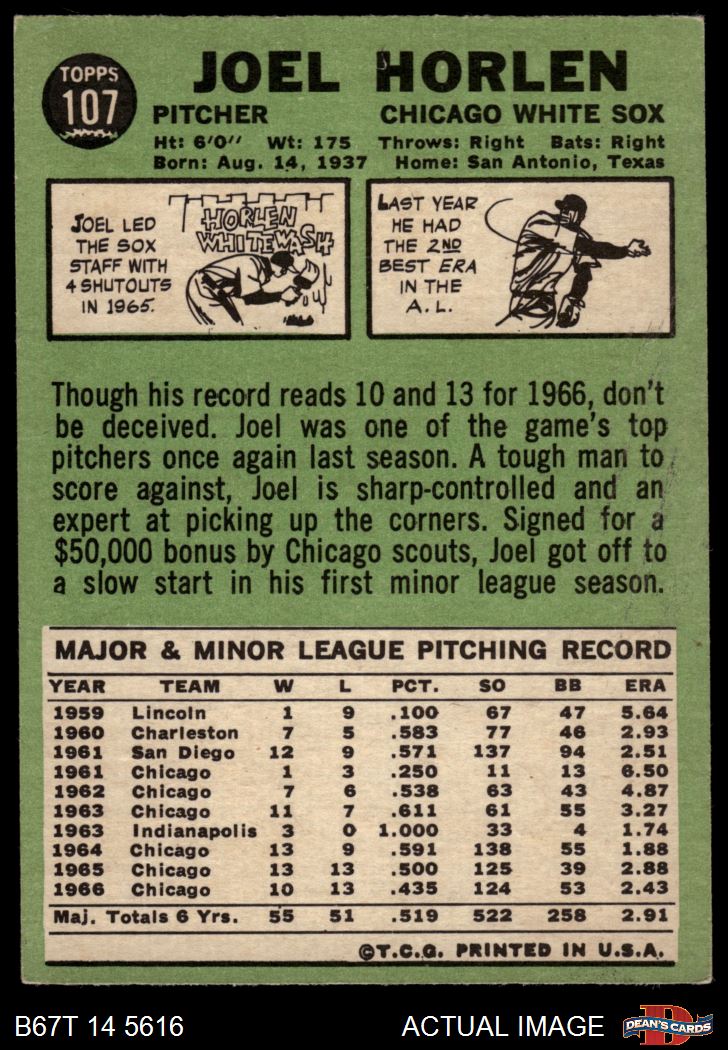 TOPPS
107
JOEL HORLEN
PITCHER CHICAGO WHITE SOX
Ht: 6'0" Wt: 175 Throws: Right Bats: Right
Born: Aug. 14, 1937 Home: San Antonio, Texas
JOEL LED
THE SOX
STAFF WITH
4 SHUTOUTS
IN 1965.
HORLEN
WHITEWASH
LAST YEAR
HE HAD
THE 2ND
BEST ERA
IN THE
A.L.
Though his record reads 10 and 13 for 1966, don't
be deceived. Joel was one of the game's top
pitchers once again last season. A tough man to
score against, Joel is sharp-controlled and an
expert at picking up the corners. Signed for a
$50,000 bonus by Chicago scouts, Joel got off to
a slow start in his first minor league season.
MAJOR & MINOR LEAGUE PITCHING RECORD
YEAR TEAM W L PCT. SO BB ERA
1959 Lincoln 1 9 .100 67 47 5.64
1960 Charleston 7 5 .583 77 46 2.93
1961 San Diego 12 9 .571 137 94 2.51
1961 Chicago 1 3 .250 11 13 6.50
1962 Chicago 7 6 .538 63 43 4.87
1963 Chicago 11 7 .611 61 55 3.27
1963 Indianapolis 3 0 1.000 33 4 1.74
1964 Chicago 13 9 .591 138 55 1.88
1965 Chicago 13 13 .500 125 39 2.88
1966 Chicago 10 13 .435 124 53 2.43
Maj. Totals 6 Yrs. 55 51 .519 522 258 2.91
©T.C.G. PRINTED IN U.S.A.
B67T 14 5616 ACTUAL IMAGE
D
DEAN'S CARDS